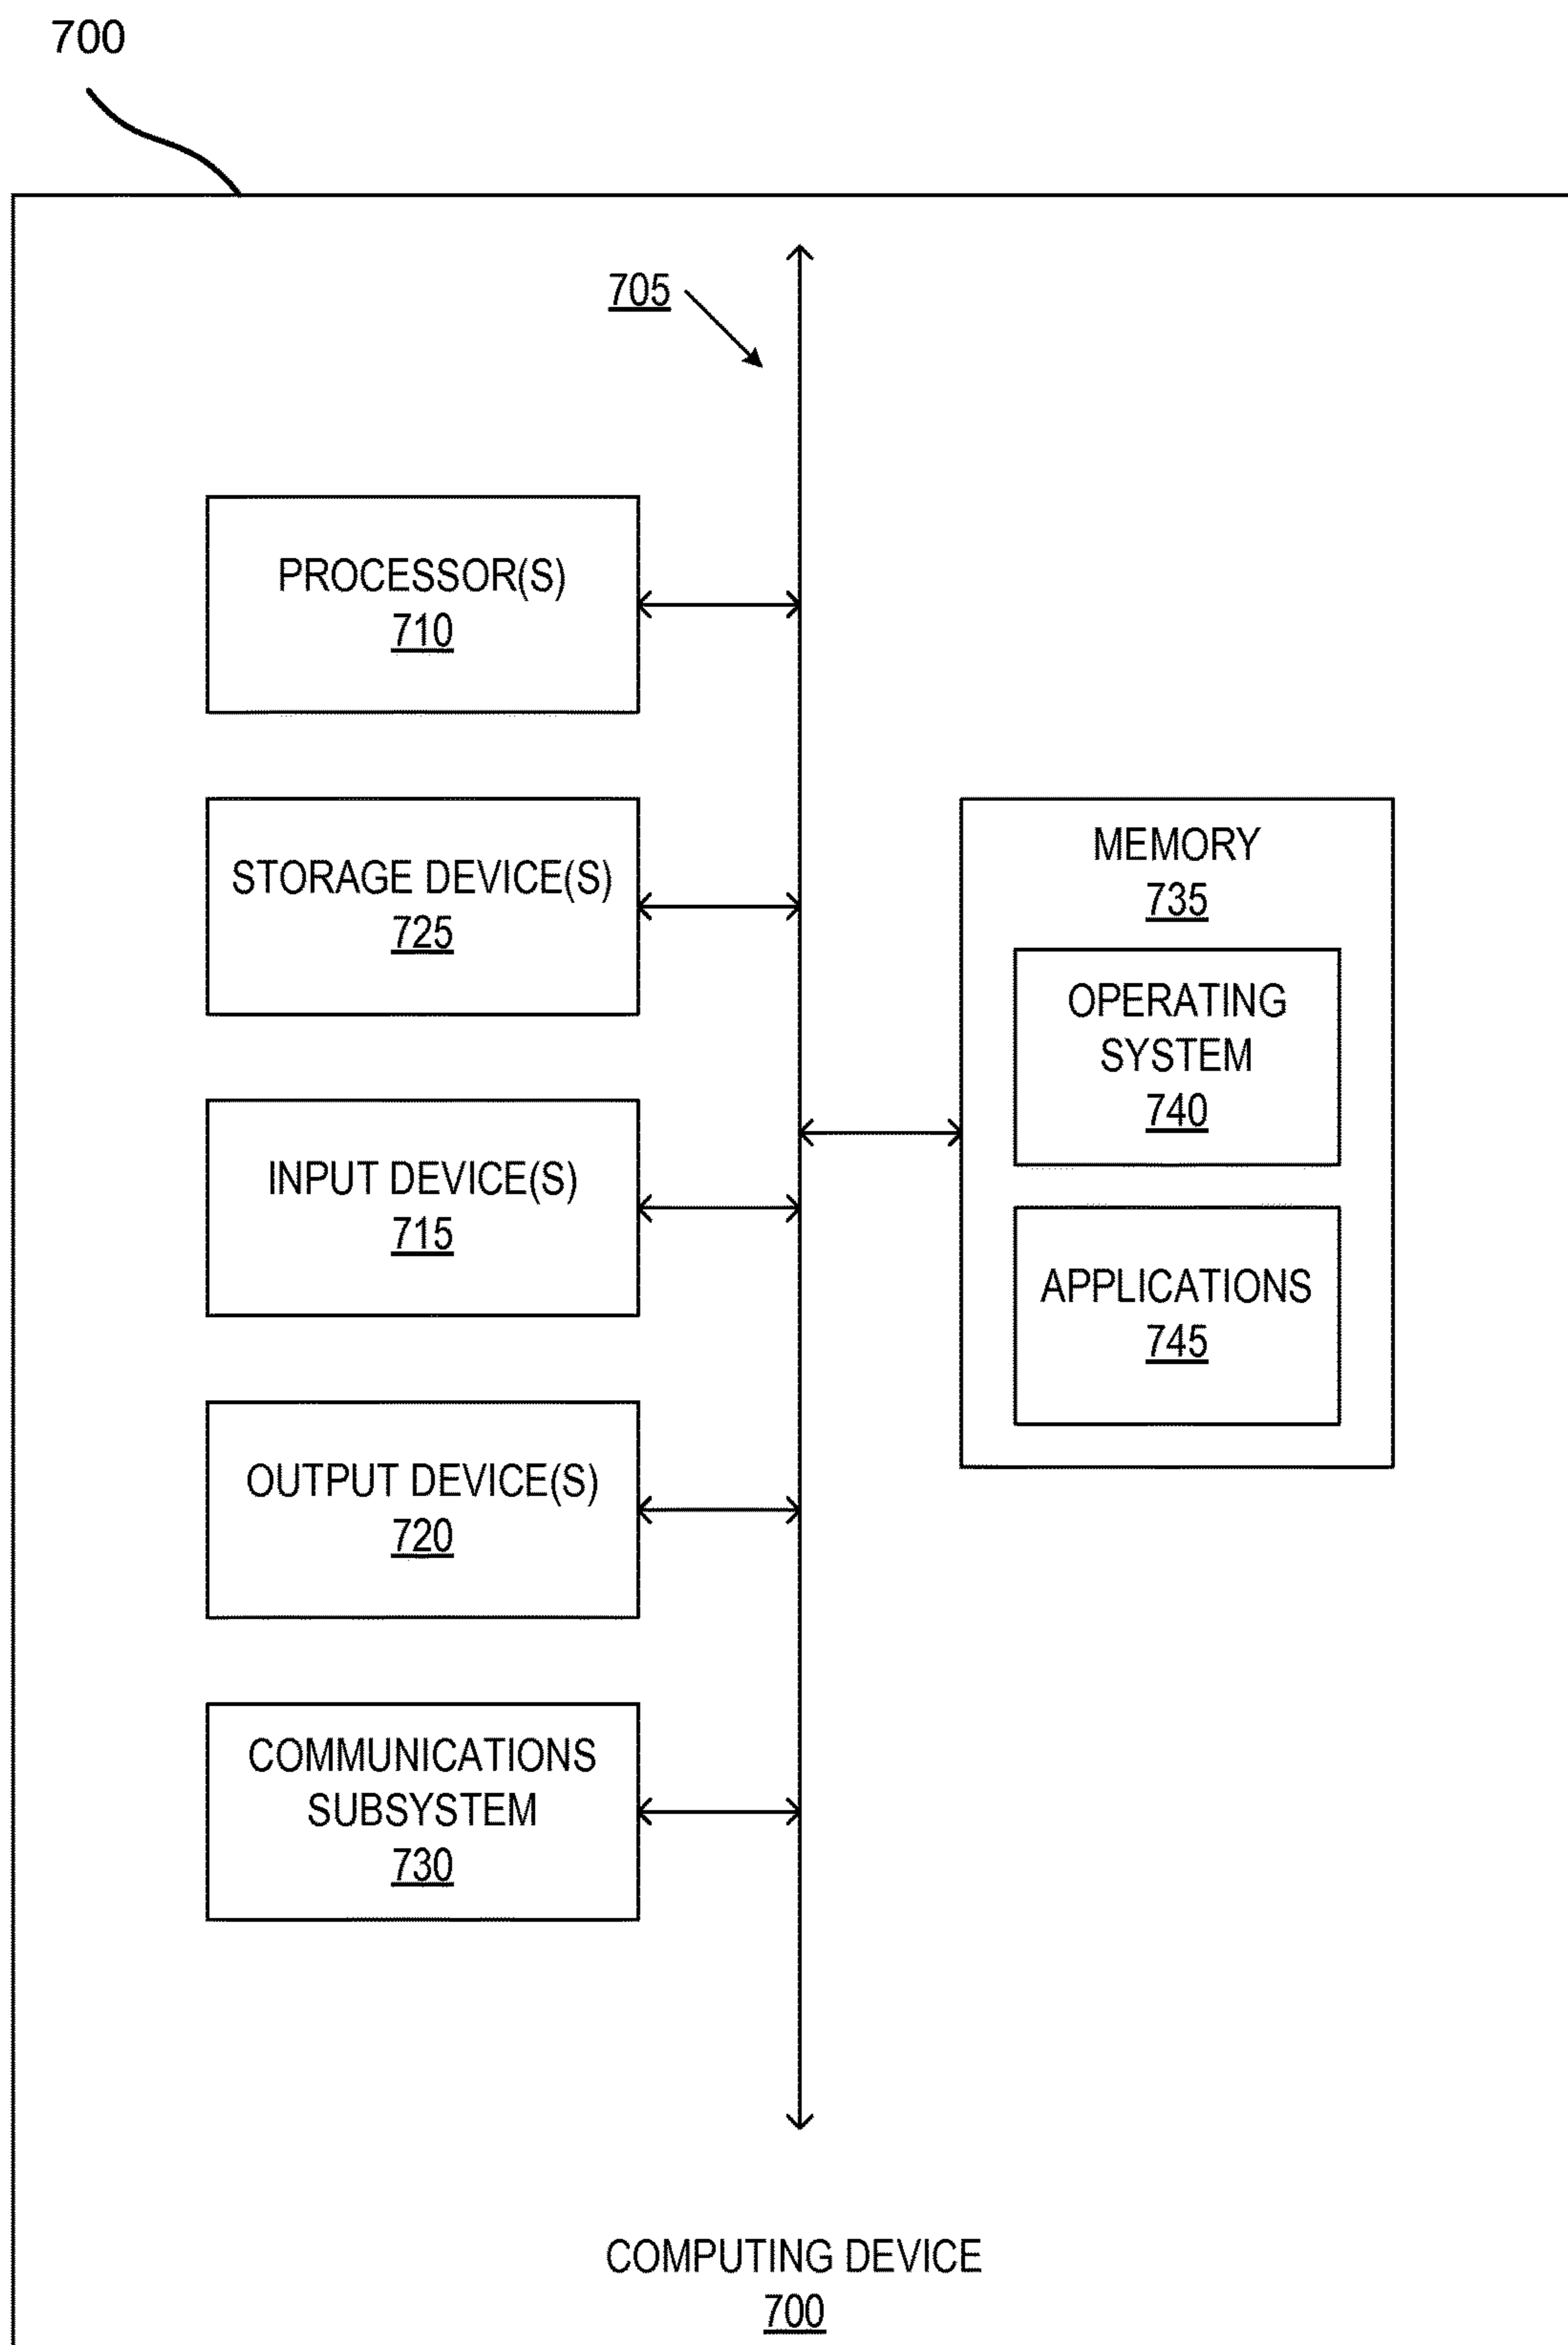 700
705
PROCESSOR(S)
710
STORAGE DEVICE(S)
725
INPUT DEVICE(S)
715
OUTPUT DEVICE(S)
720
COMMUNICATIONS
SUBSYSTEM
730
MEMORY
735
OPERATING
SYSTEM
740
APPLICATIONS
745
COMPUTING DEVICE
700